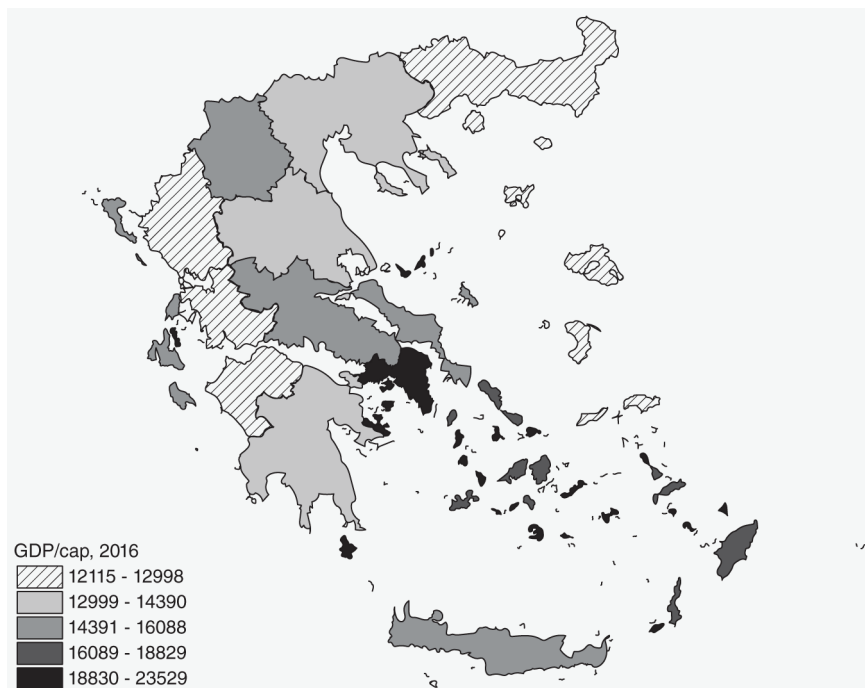 GDP/cap, 2016
12115 - 12998
12999 - 14390
14391 - 16088
16089 - 18829
18830 - 23529